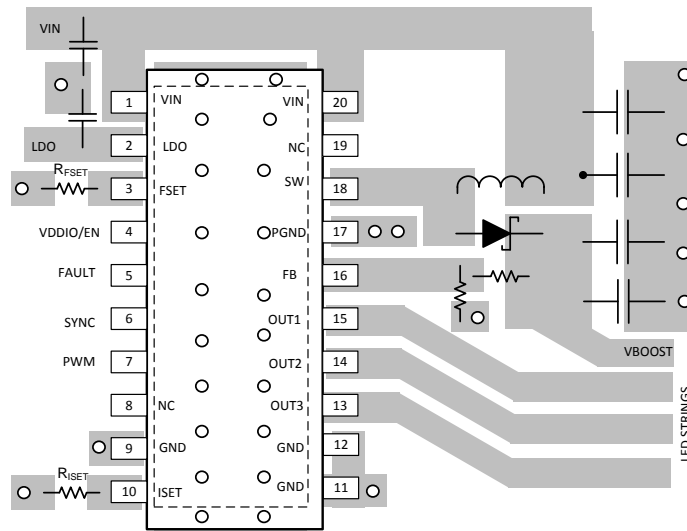 VIN
1 VIN VIN 20
LDO 2 LDO NC 19
RFSET 3 FSET SW 18
VDDIO/EN 4 PGND 17
FAULT 5 FB 16
SYNC 6 OUT1 15
PWM 7 OUT2 14
8 NC OUT3 13
9 GND GND 12
RISET 10 ISET GND 11
VBOOST
LED STRINGS